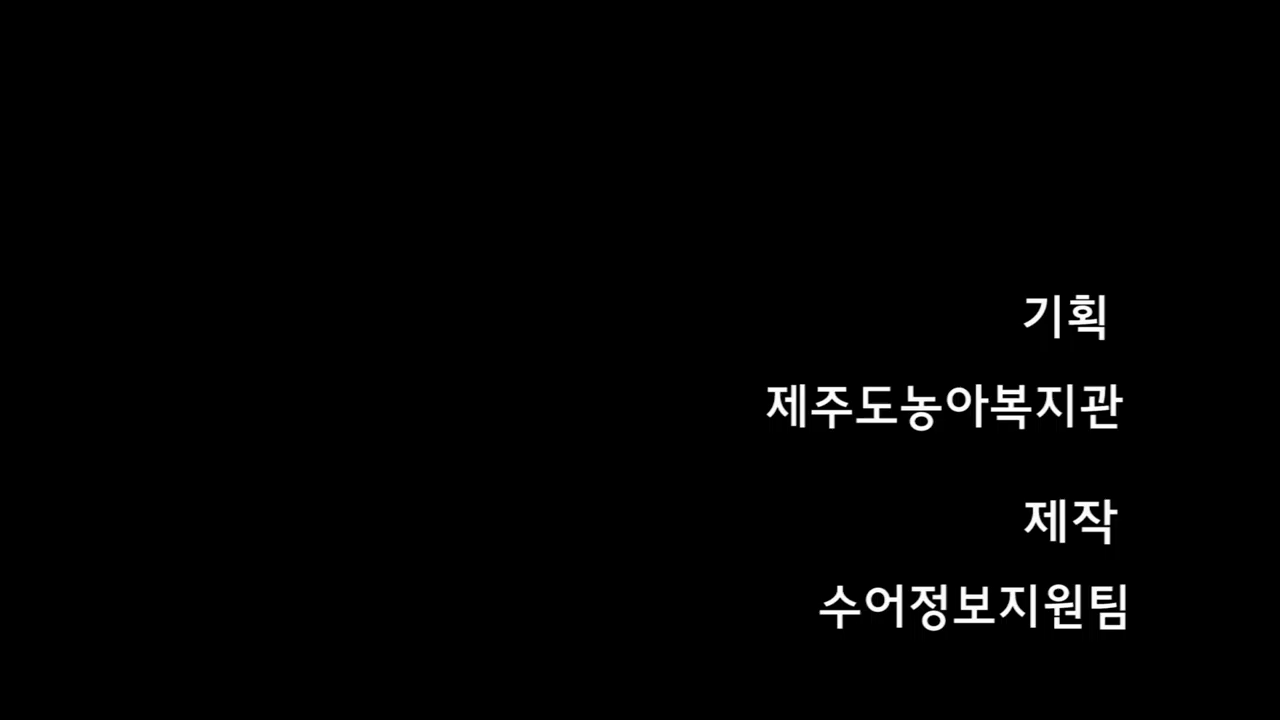 기획
제주도농아복지관
제작
수어정보지원팀